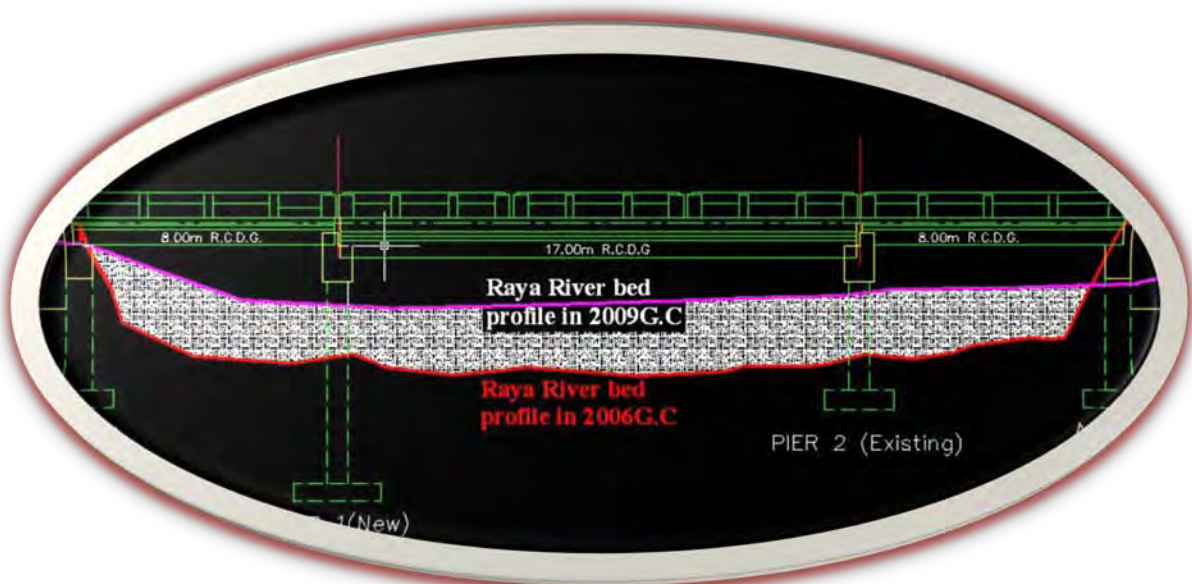 8.00m R.C.D.G.
17.00m R.C.D.G
8.00m R.C.D.G.
Raya River bed
profile in 2009G.C
Raya River bed
profile in 2006G.C
PIER 2 (Existing)
1(New)